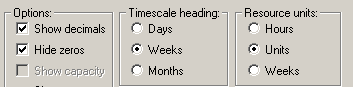 Options:
Show decimals
Hide zeros
Show capacity
Timescale heading:
Days
Weeks
Months
Resource units:
Hours
Units
Weeks